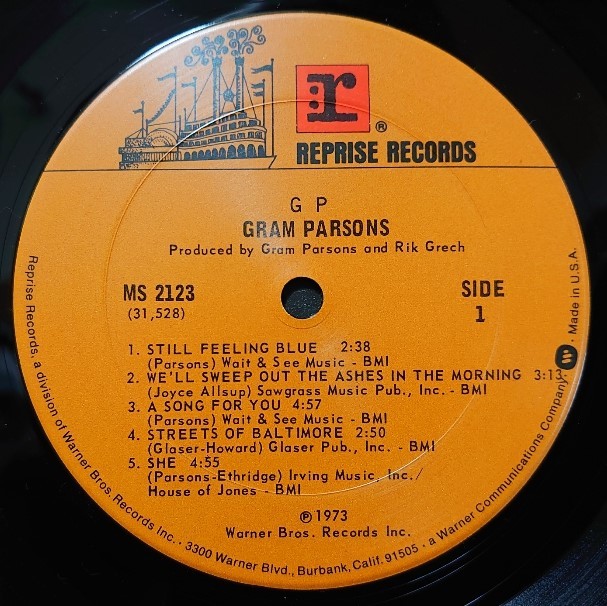 r
®
REPRISE RECORDS
G P
GRAM PARSONS
Produced by Gram Parsons and Rik Grech
MS 2123
(31,528)
SIDE
1
1. STILL FEELING BLUE 2:38
(Parsons) Wait & See Music - BMI
2. WE'LL SWEEP OUT THE ASHES IN THE MORNING 3:13
(Joyce Allsup) Sawgrass Music Pub., Inc. - BMI
3. A SONG FOR YOU 4:57
(Parsons) Wait & See Music - BMI
4. STREETS OF BALTIMORE 2:50
(Glaser-Howard) Glaser Pub., Inc. - BMI
5. SHE 4:55
(Parsons-Ethridge) Irving Music, Inc./
House of Jones - BMI
℗ 1973
Warner Bros. Records Inc.
Reprise Records, a division of Warner Bros. Records Inc. · 3300 Warner Blvd., Burbank, Calif. 91505 · a Warner Communications Company · Made in U.S.A.